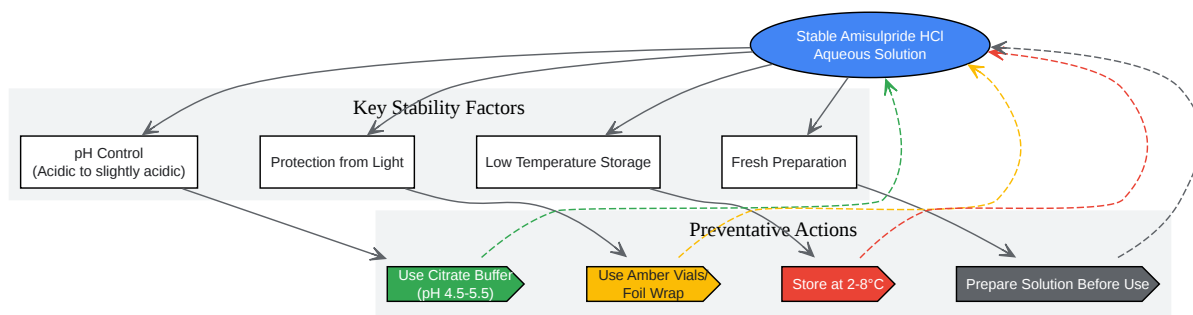 Stable Amisulpride HCl
Aqueous Solution
Key Stability Factors
pH Control
(Acidic to slightly acidic)
Protection from Light
Low Temperature Storage
Fresh Preparation
Preventative Actions
Use Citrate Buffer
(pH 4.5-5.5)
Use Amber Vials/
Foil Wrap
Store at 2-8°C
Prepare Solution Before Use